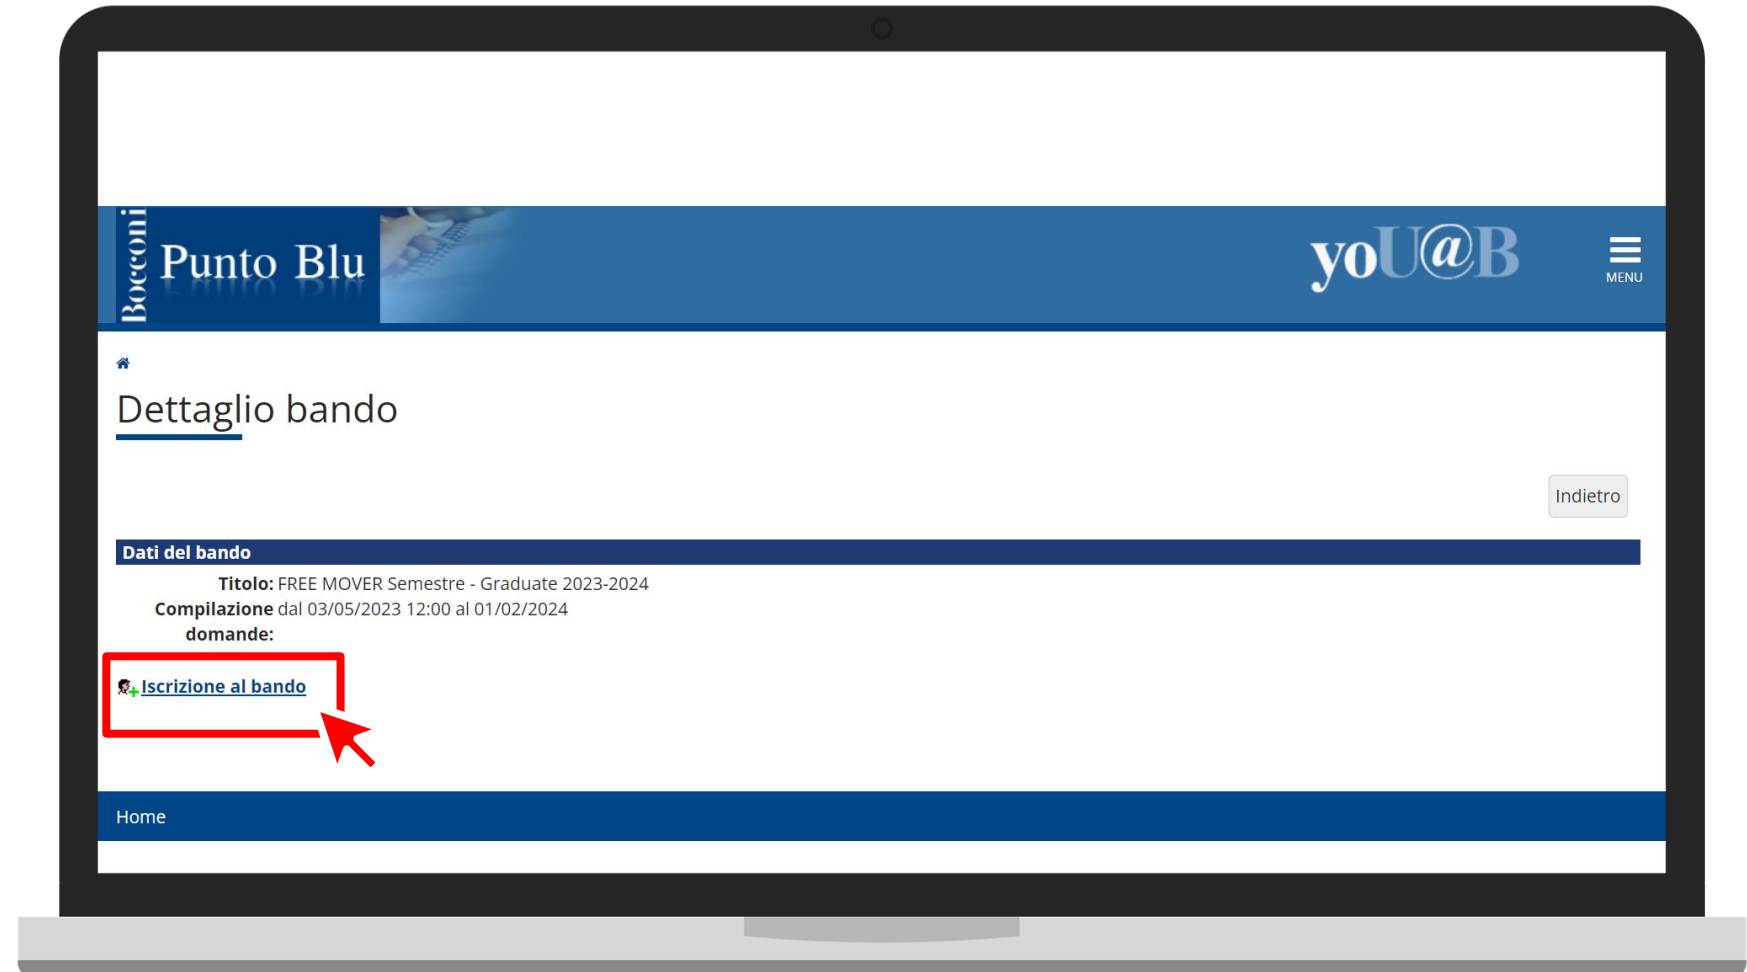 Bocconi
Punto Blu
yoU@B
MENU
Dettaglio bando
Indietro
Dati del bando
Titolo: FREE MOVER Semestre - Graduate 2023-2024
Compilazione dal 03/05/2023 12:00 al 01/02/2024
domande:
Iscrizione al bando
Home